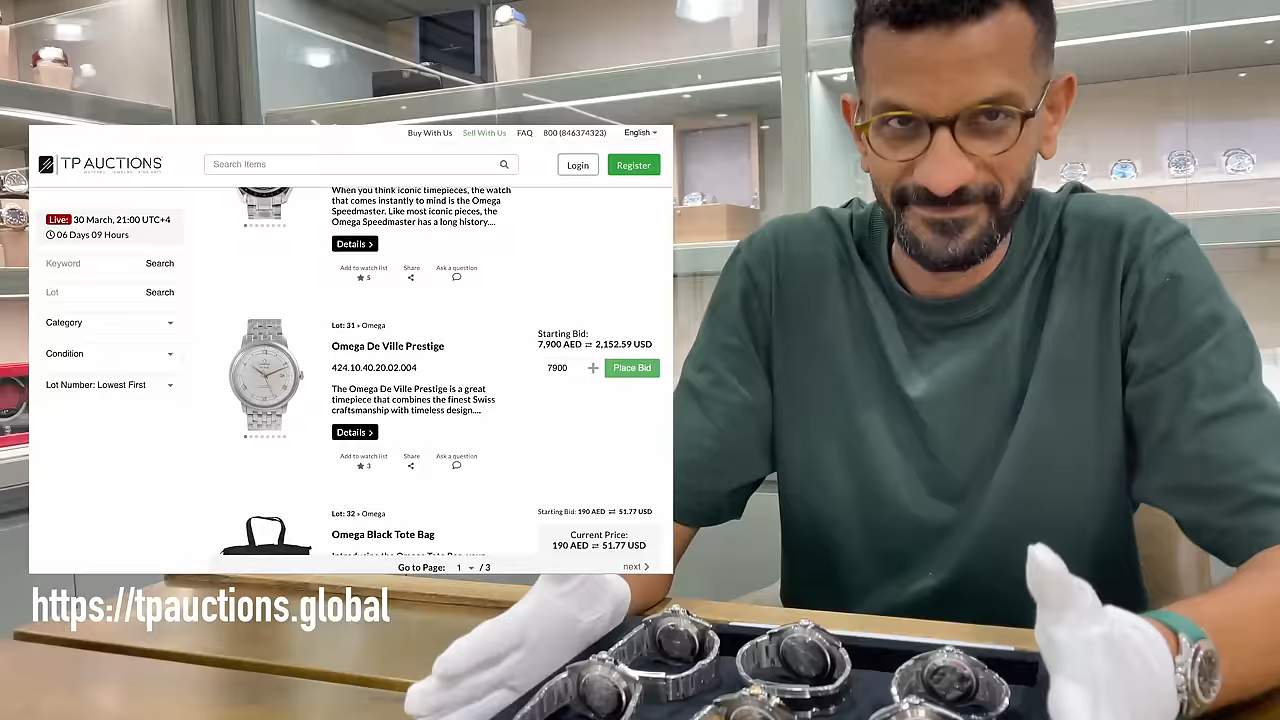 Buy With Us Sell With Us FAQ 800 (846374323) English
TP AUCTIONS
Search Items
Login Register
When you think iconic timepieces, the watch
that comes instantly to mind is the Omega
Speedmaster. Like most iconic pieces, the
Omega Speedmaster has a long history....
Details >
Add to watch list Share Ask a question
5
Live: 30 March, 21:00 UTC+4
06 Days 09 Hours
Keyword Search
Lot Search
Category
Condition
Lot Number: Lowest First
Lot: 31 • Omega
Omega De Ville Prestige
424.10.40.20.02.004
The Omega De Ville Prestige is a great
timepiece that combines the finest Swiss
craftsmanship with timeless design....
Details >
Add to watch list Share Ask a question
3
Starting Bid:
7,900 AED ⇄ 2,152.59 USD
7900 + Place Bid
Lot: 32 • Omega
Omega Black Tote Bag
Starting Bid: 190 AED ⇄ 51.77 USD
Current Price:
190 AED ⇄ 51.77 USD
Go to Page: 1 / 3
next >
https://tpauctions.global